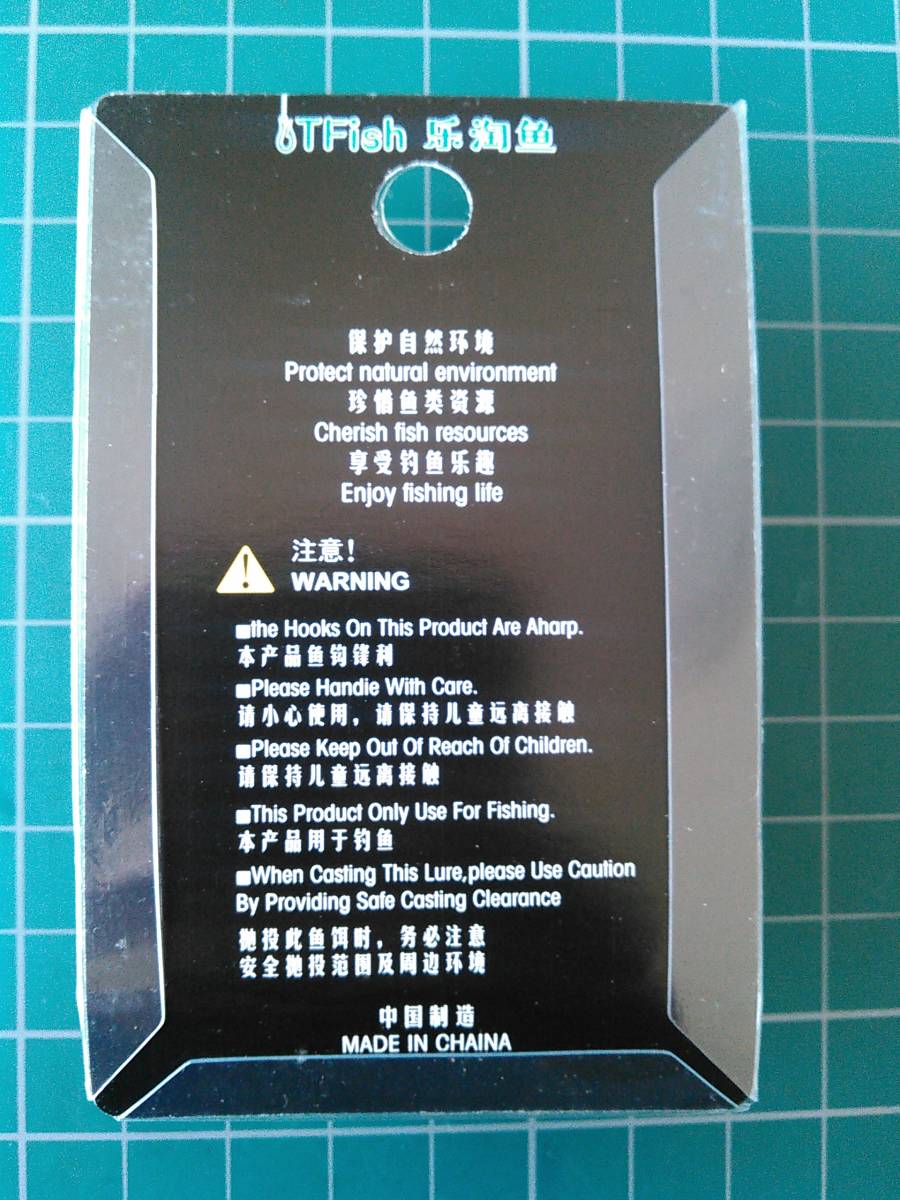 LTFish 乐淘鱼
保护自然环境
Protect natural environment
珍惜鱼类资源
Cherish fish resources
享受钓鱼乐趣
Enjoy fishing life
注意!
WARNING
■the Hooks On This Product Are Aharp.
本产品鱼钩锋利
■Please Handie With Care.
请小心使用，请保持儿童远离接触
■Please Keep Out Of Reach Of Children.
请保持儿童远离接触
■This Product Only Use For Fishing.
本产品用于钓鱼
■When Casting This Lure,please Use Caution
By Providing Safe Casting Clearance
抛投此鱼饵时，务必注意
安全抛投范围及周边环境
中国制造
MADE IN CHAINA